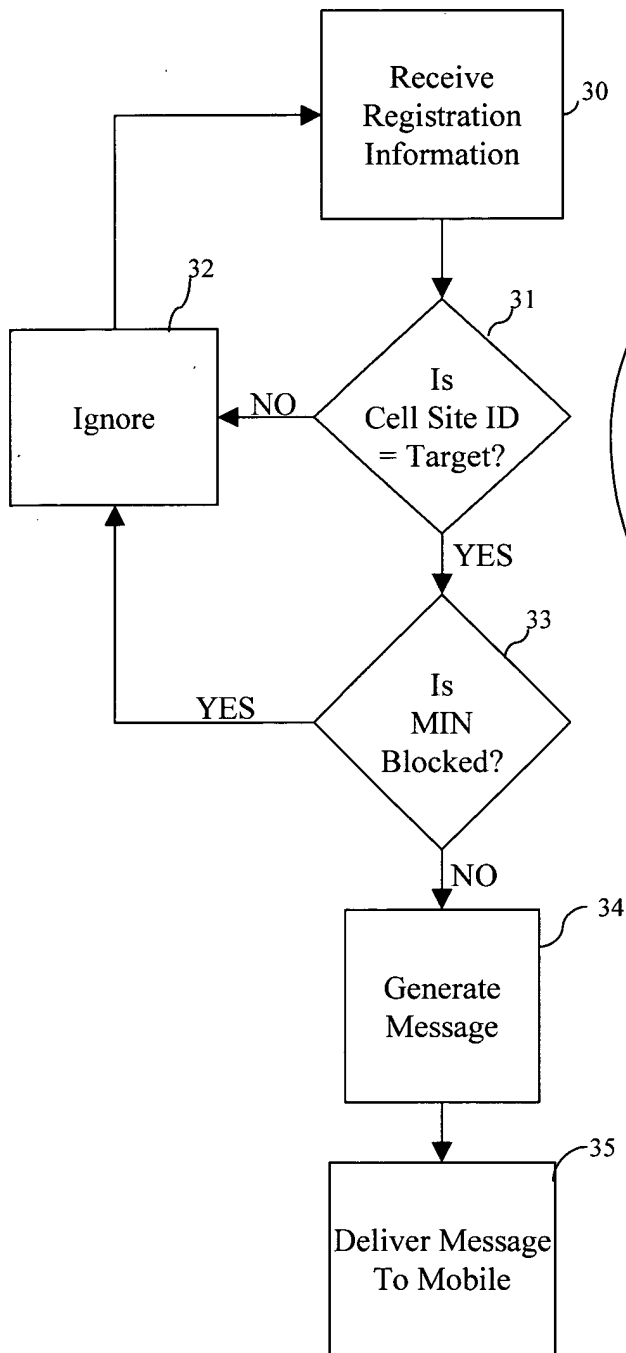 Receive
Registration
Information
30
31
Is
Cell Site ID
= Target?
NO
32
Ignore
YES
33
Is
MIN
Blocked?
YES
NO
34
Generate
Message
35
Deliver Message
To Mobile